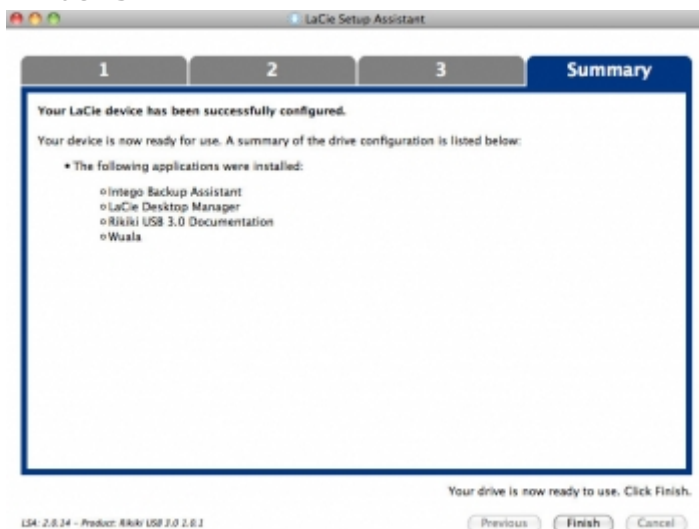 LaCie Setup Assistant
1 2 3 Summary
Your LaCie device has been successfully configured.
Your device is now ready for use. A summary of the drive configuration is listed below:
• The following applications were installed:
Intego Backup Assistant
LaCie Desktop Manager
Rikiki USB 3.0 Documentation
Wuala
Your drive is now ready to use. Click Finish.
LSA: 2.0.14 - Product: Rikiki USB 3.0 1.0.1
Previous Finish Cancel